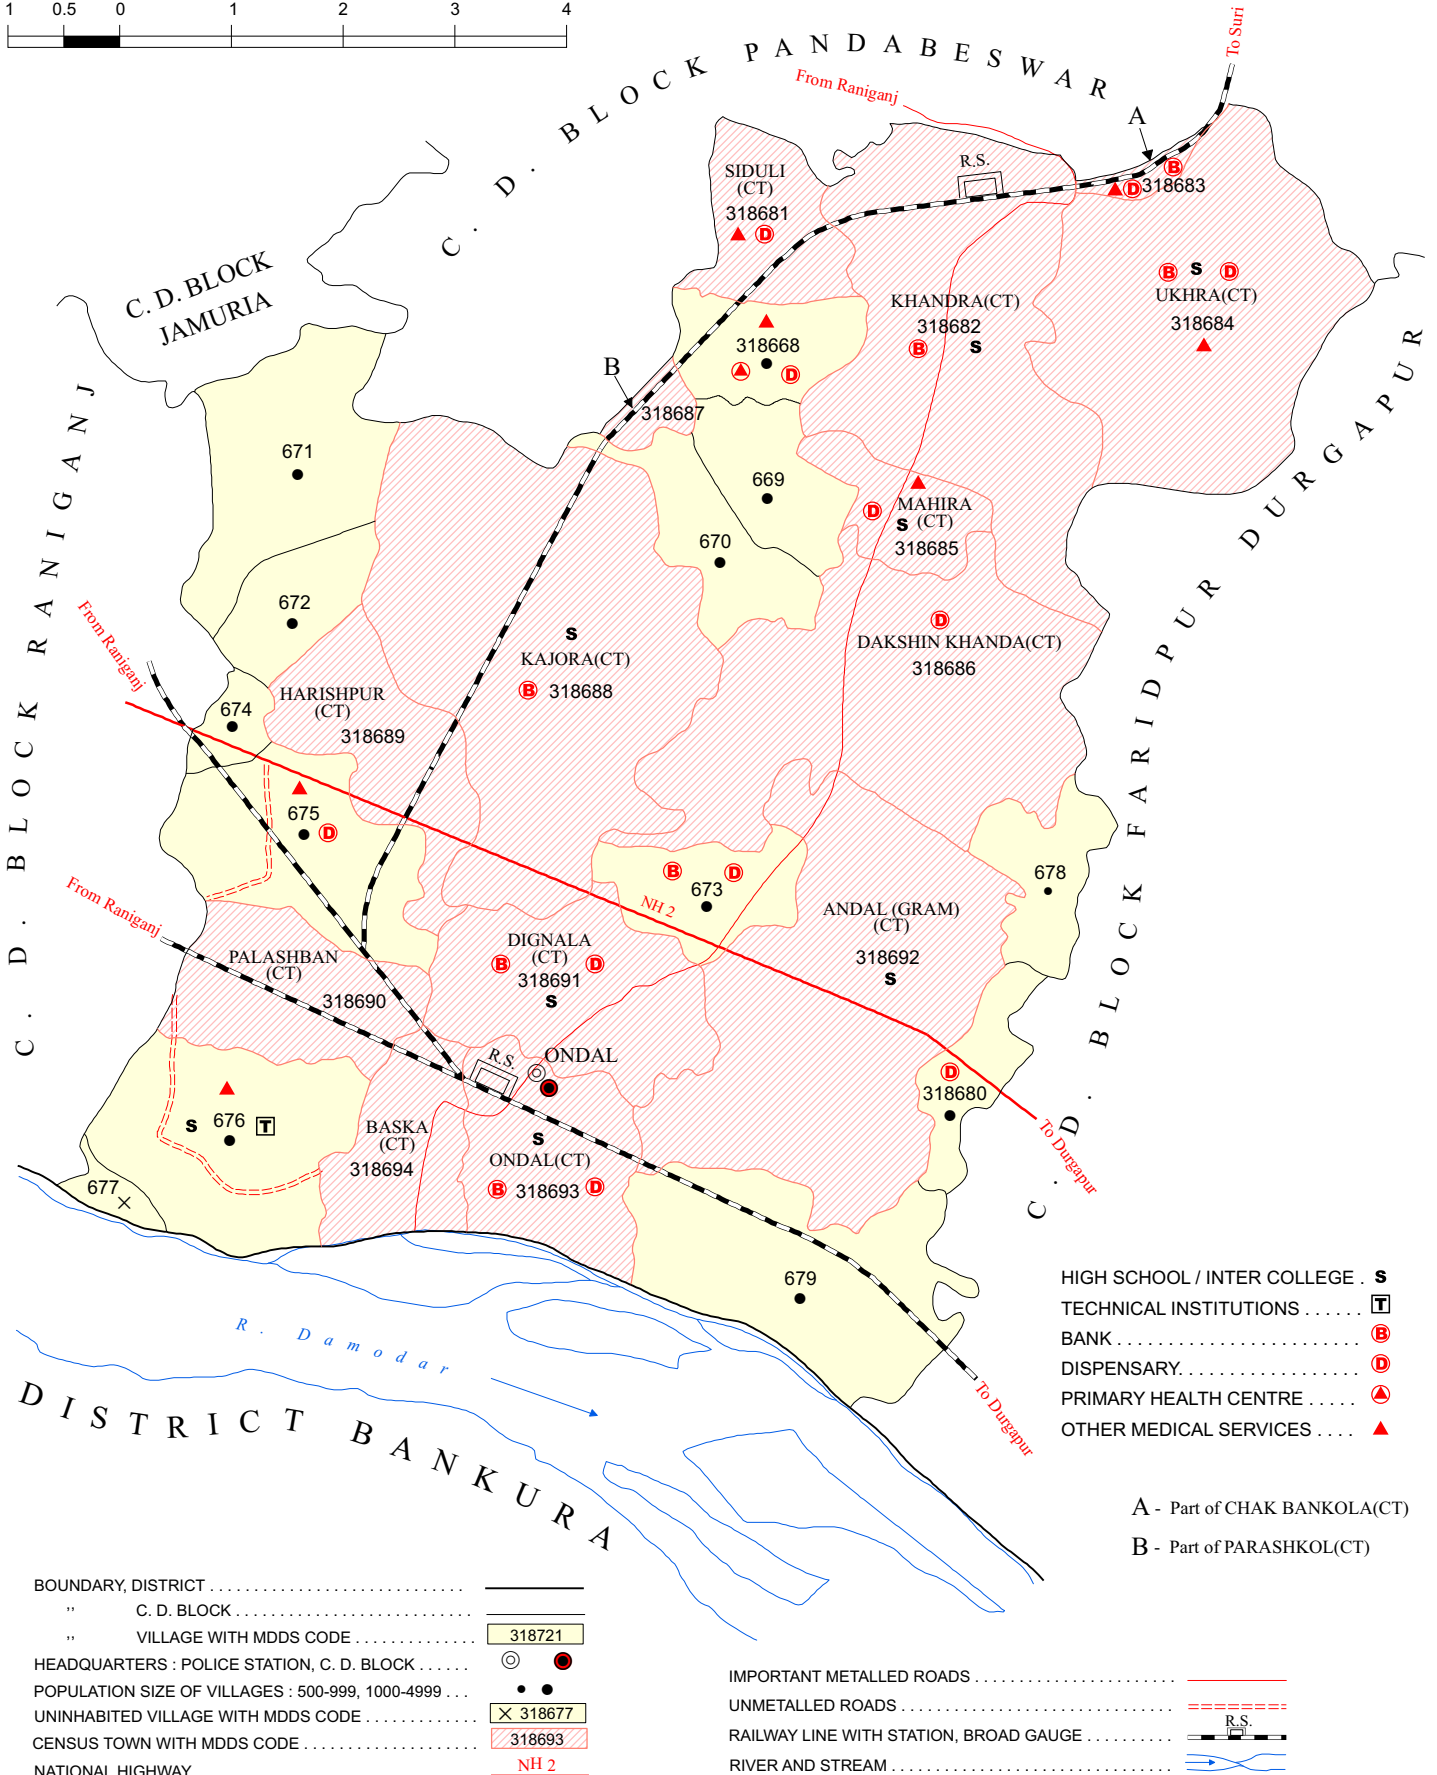 1 0.5 0 1 2 3 4
To Suri
C. D. BLOCK PANDABESWAR
From Raniganj
A
R.S.
318683
SIDULI
(CT)
318681
C. D. BLOCK
JAMURIA
KHANDRA(CT)
318682
UKHRA(CT)
318684
318668
B
318687
671
669
MAHIRA
(CT)
318685
670
672
C. D. BLOCK RANIGANJ
From Raniganj
KAJORA(CT)
318688
DAKSHIN KHANDA(CT)
318686
C. D. BLOCK FARIDPUR DURGAPUR
HARISHPUR
(CT)
318689
674
675
678
673
NH 2
From Raniganj
ANDAL (GRAM)
(CT)
318692
DIGNALA
(CT)
318691
PALASHBAN
(CT)
318690
R.S.
ONDAL
318680
676
T
BASKA
(CT)
318694
ONDAL(CT)
318693
To Durgapur
677
679
R. Damodar
To Durgapur
DISTRICT BANKURA
HIGH SCHOOL / INTER COLLEGE . S
TECHNICAL INSTITUTIONS . . . . . . T
BANK . . . . . . . . . . . . . . . . . . . . . . . . . B
DISPENSARY. . . . . . . . . . . . . . . . . . D
PRIMARY HEALTH CENTRE . . . . .
OTHER MEDICAL SERVICES . . . .
A - Part of CHAK BANKOLA(CT)
B - Part of PARASHKOL(CT)
BOUNDARY, DISTRICT . . . . . . . . . . . . . . . . . . . . . . . . . . . .
,, C. D. BLOCK . . . . . . . . . . . . . . . . . . . . . . . . . .
,, VILLAGE WITH MDDS CODE . . . . . . . . . . . . . 318721
HEADQUARTERS : POLICE STATION, C. D. BLOCK . . . . . .
POPULATION SIZE OF VILLAGES : 500-999, 1000-4999 . . .
UNINHABITED VILLAGE WITH MDDS CODE . . . . . . . . . . . . 318677
CENSUS TOWN WITH MDDS CODE . . . . . . . . . . . . . . . . . . 318693
NATIONAL HIGHWAY NH 2
IMPORTANT METALLED ROADS . . . . . . . . . . . . . . . . . . . . . . .
UNMETALLED ROADS . . . . . . . . . . . . . . . . . . . . . . . . . . . . . .
RAILWAY LINE WITH STATION, BROAD GAUGE . . . . . . . . . . R.S.
RIVER AND STREAM . . . . . . . . . . . . . . . . . . . . . . . . . . . . . . . .